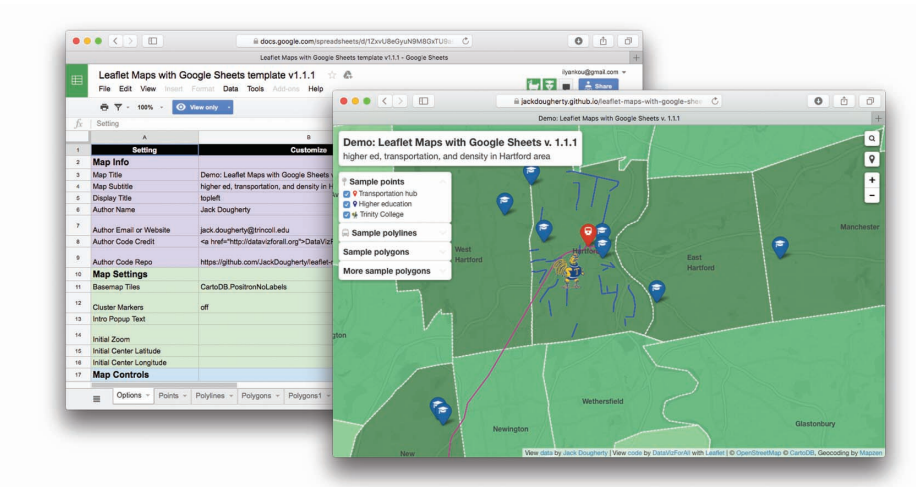 docs.google.com/spreadsheets/d/1ZxvU8eGyuN9M8GxTU9
Leaflet Maps with Google Sheets template v1.1.1 - Google Sheets
Leaflet Maps with Google Sheets template v1.1.1
ilyankou@gmail.com
File Edit View Insert Format Data Tools Add-ons Help
Share
100% View only
fx Setting
A B
1 Setting Customize
2 Map Info
3 Map Title Demo: Leaflet Maps with Google Sheets v
4 Map Subtitle higher ed, transportation, and density in H
5 Display Title topleft
6 Author Name Jack Dougherty
7 Author Email or Website jack.dougherty@trincoll.edu
8 Author Code Credit <a href="http://datavizforall.org">DataVizF
9 Author Code Repo https://github.com/JackDougherty/leaflet-
10 Map Settings
11 Basemap Tiles CartoDB.PositronNoLabels
12 Cluster Markers off
13 Intro Popup Text
14 Initial Zoom
15 Initial Center Latitude
16 Initial Center Longitude
17 Map Controls
Options Points Polylines Polygons Polygons1
jackdougherty.github.io/leaflet-maps-with-google-shee
Demo: Leaflet Maps with Google Sheets v. 1.1.1
Demo: Leaflet Maps with Google Sheets v. 1.1.1
higher ed, transportation, and density in Hartford area
Sample points
Transportation hub
Higher education
Trinity College
Sample polylines
Sample polygons
More sample polygons
+
-
Manchester
West
Hartford
Hartford
East
Hartford
ngton
Wethersfield
Glastonbury
Newington
New
View data by Jack Dougherty | View code by DataVizForAll with Leaflet | © OpenStreetMap © CartoDB, Geocoding by Mapzen